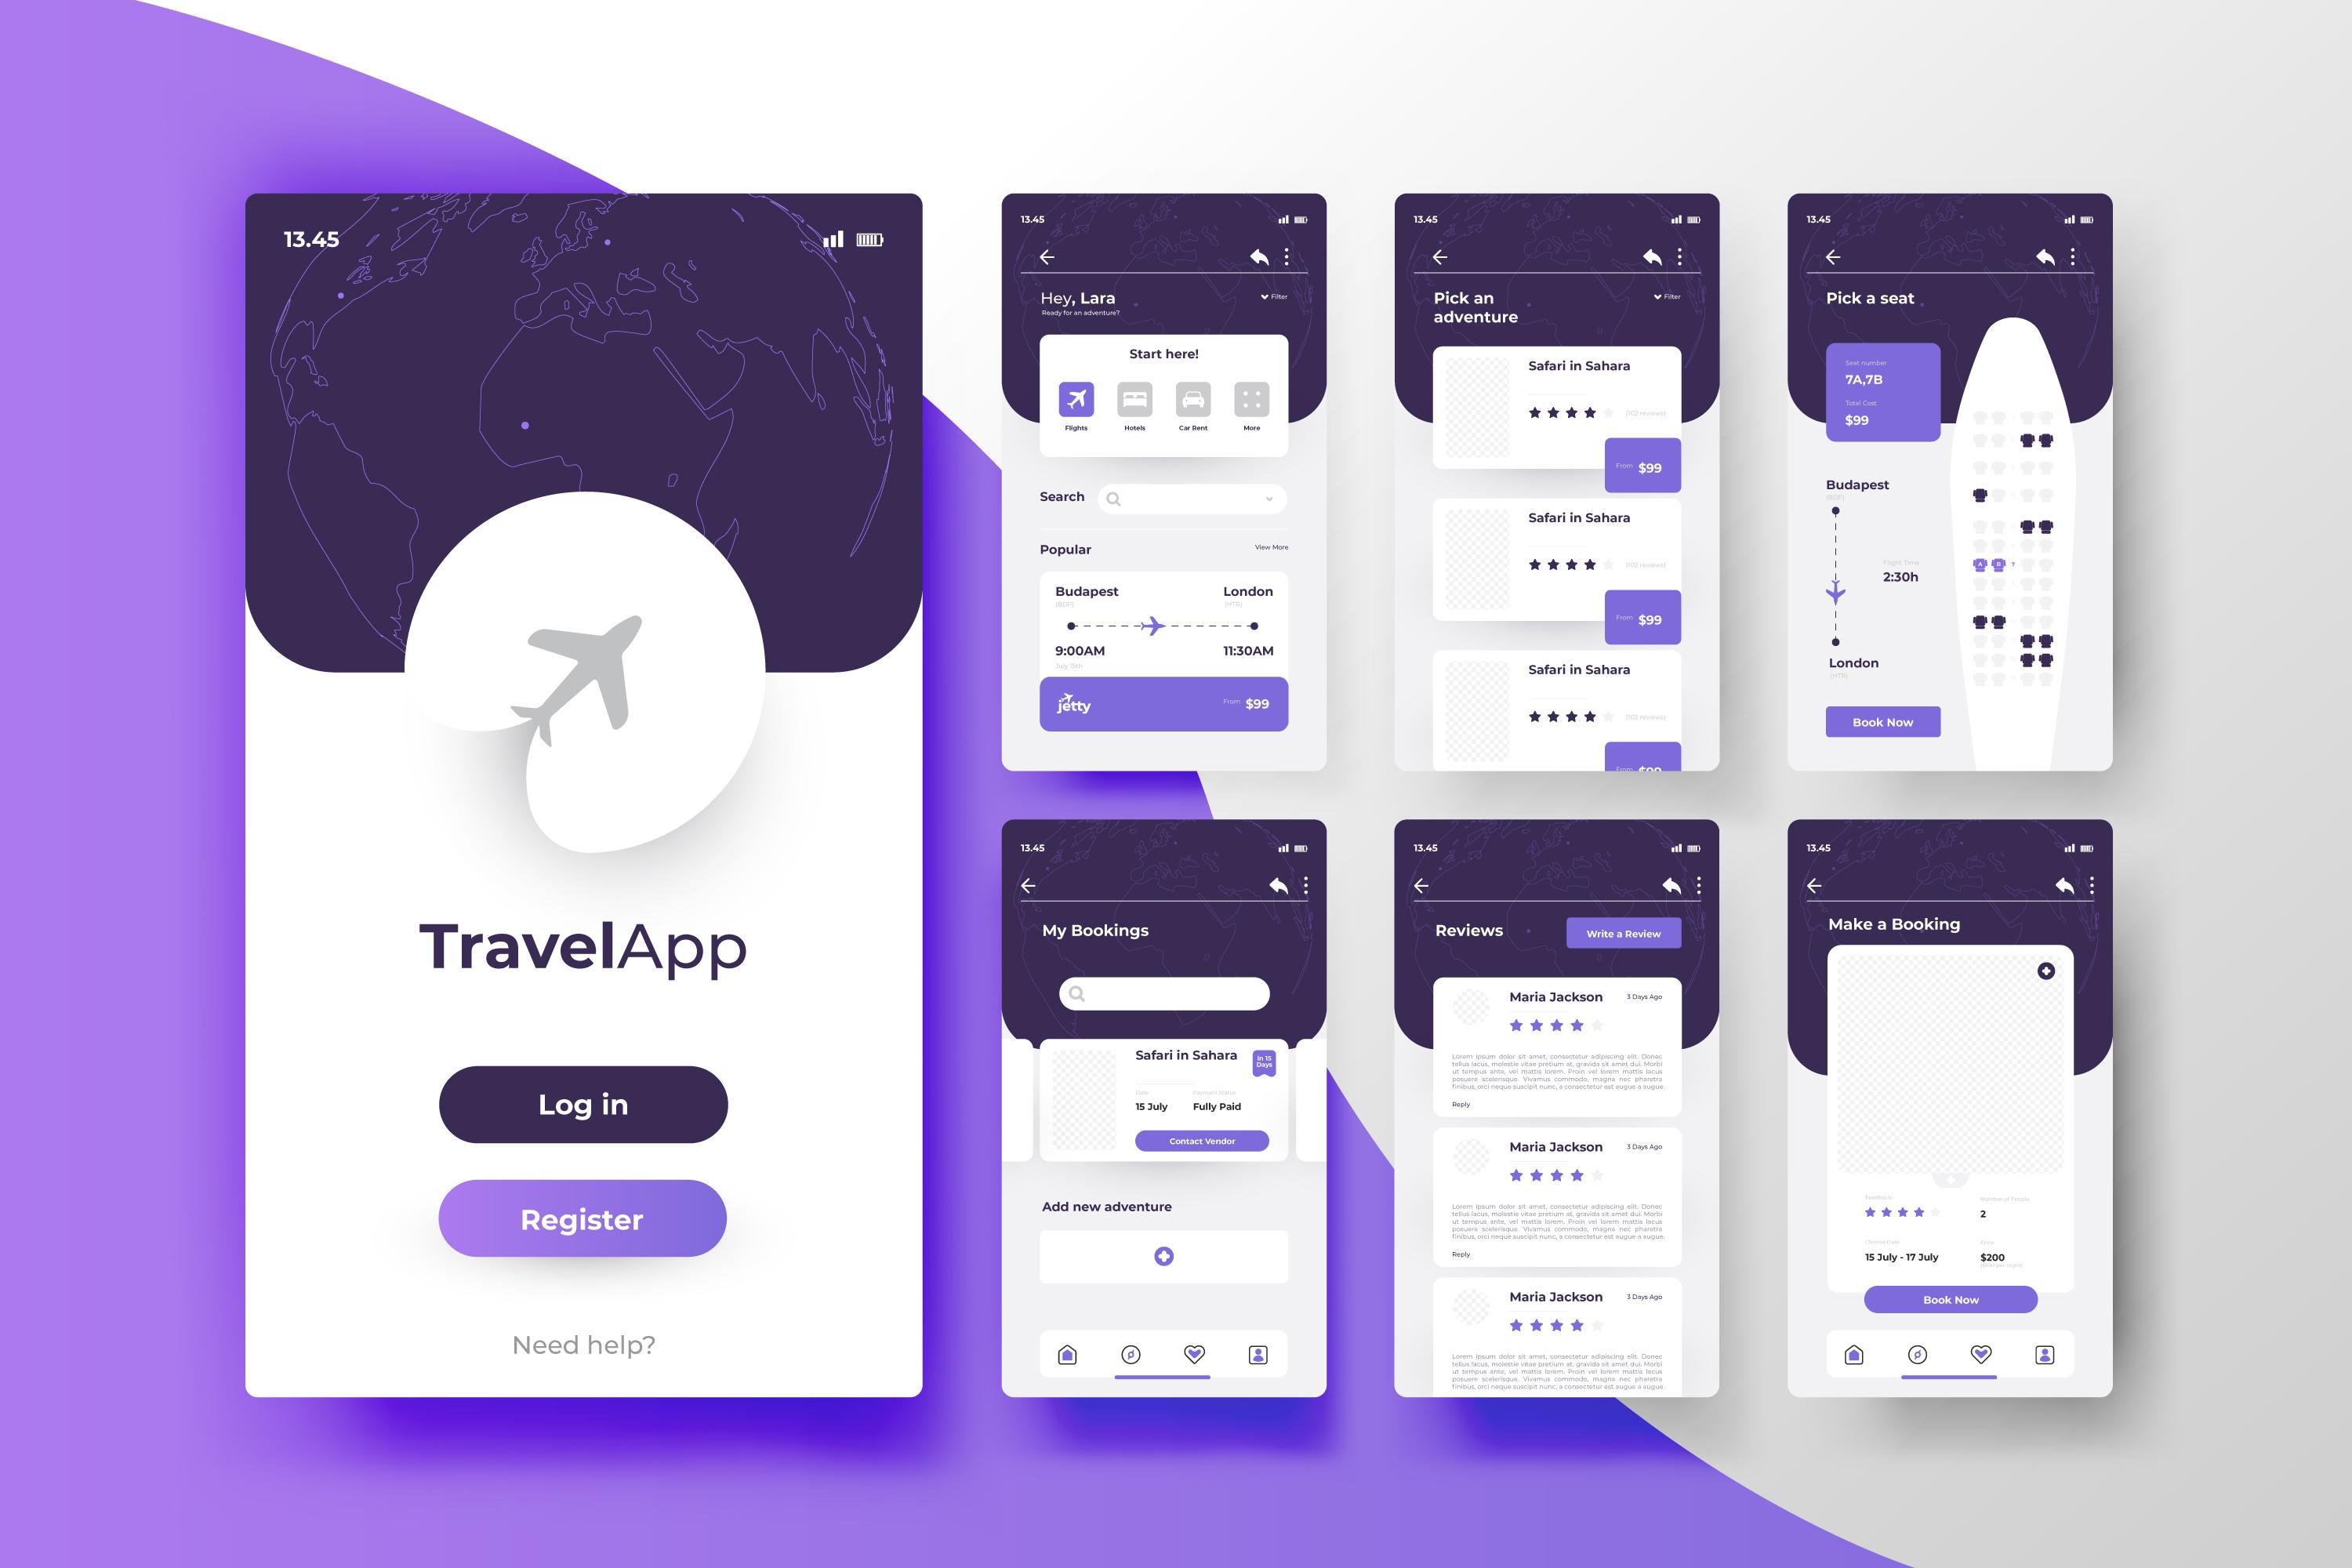 13.45
TravelApp
Log in
Register
Need help?
13.45
Hey, Lara
Filter
Ready for an adventure?
Start here!
Flights
Hotels
Car Rent
More
Search
Popular
View More
Budapest
London
(BDP)
(HTR)
9:00AM
11:30AM
July 15th
jetty
From $99
13.45
Pick an
adventure
Filter
Safari in Sahara
(102 reviews)
From $99
Safari in Sahara
(102 reviews)
From $99
Safari in Sahara
(102 reviews)
From $99
13.45
Pick a seat
Seat number
7A,7B
Total Cost
$99
Budapest
(BDP)
A B 7
Flight Time
2:30h
London
(HTR)
Book Now
13.45
My Bookings
Safari in Sahara
In 15
Days
Date
Payment Status
15 July
Fully Paid
Contact Vendor
Add new adventure
13.45
Reviews
Write a Review
Maria Jackson
3 Days Ago
Lorem ipsum dolor sit amet, consectetur adipiscing elit. Donec
tellus lacus, molestie vitae pretium at, gravida sit amet dui. Morbi
ut tempus ante, vel mattis lorem. Proin vel lorem mattis lacus
posuere scelerisque. Vivamus commodo, magna nec pharetra
finibus, orci neque suscipit nunc, a consectetur est augue a augue.
Reply
Maria Jackson
3 Days Ago
Lorem ipsum dolor sit amet, consectetur adipiscing elit. Donec
tellus lacus, molestie vitae pretium at, gravida sit amet dui. Morbi
ut tempus ante, vel mattis lorem. Proin vel lorem mattis lacus
posuere scelerisque. Vivamus commodo, magna nec pharetra
finibus, orci neque suscipit nunc, a consectetur est augue a augue.
Reply
Maria Jackson
3 Days Ago
Lorem ipsum dolor sit amet, consectetur adipiscing elit. Donec
tellus lacus, molestie vitae pretium at, gravida sit amet dui. Morbi
ut tempus ante, vel mattis lorem. Proin vel lorem mattis lacus
posuere scelerisque. Vivamus commodo, magna nec pharetra
finibus, orci neque suscipit nunc, a consectetur est augue a augue.
13.45
Make a Booking
Feedback
Number of People
2
Choose Date
Price
15 July - 17 July
$200
Book Now